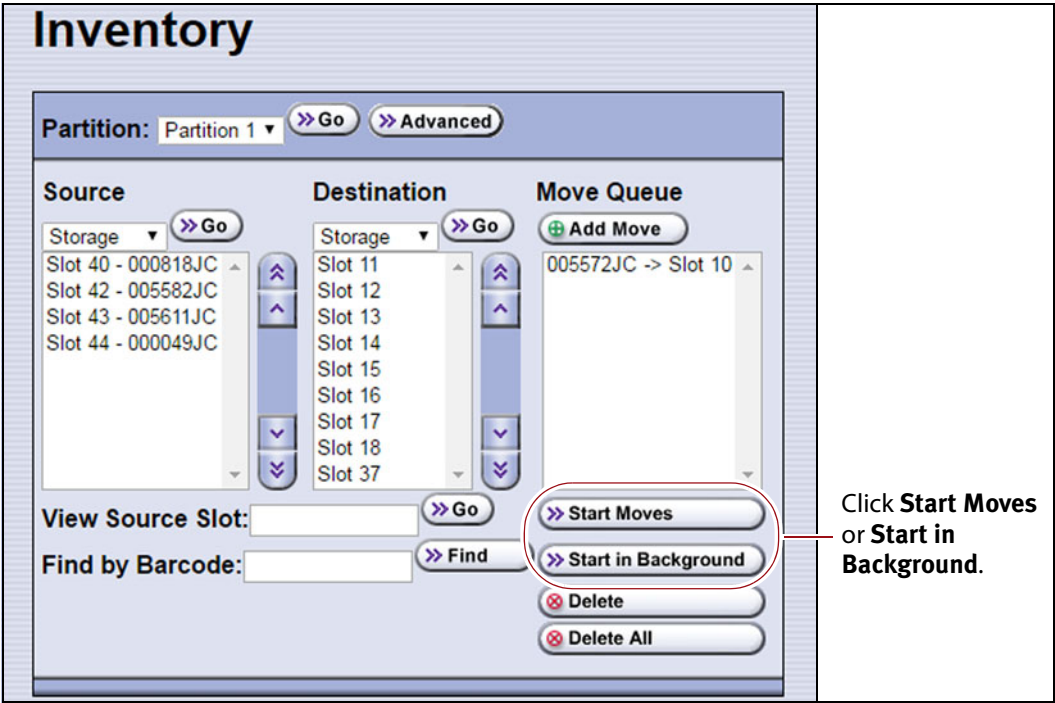 Inventory
Partition: Partition 1 Go Advanced
Source
Storage Go
Slot 40 - 000818JC
Slot 42 - 005582JC
Slot 43 - 005611JC
Slot 44 - 000049JC
Destination
Storage Go
Slot 11
Slot 12
Slot 13
Slot 14
Slot 15
Slot 16
Slot 17
Slot 18
Slot 37
Move Queue
Add Move
005572JC -> Slot 10
View Source Slot: Go
Find by Barcode: Find
Start Moves
Start in Background
Delete
Delete All
Click Start Moves
or Start in
Background.